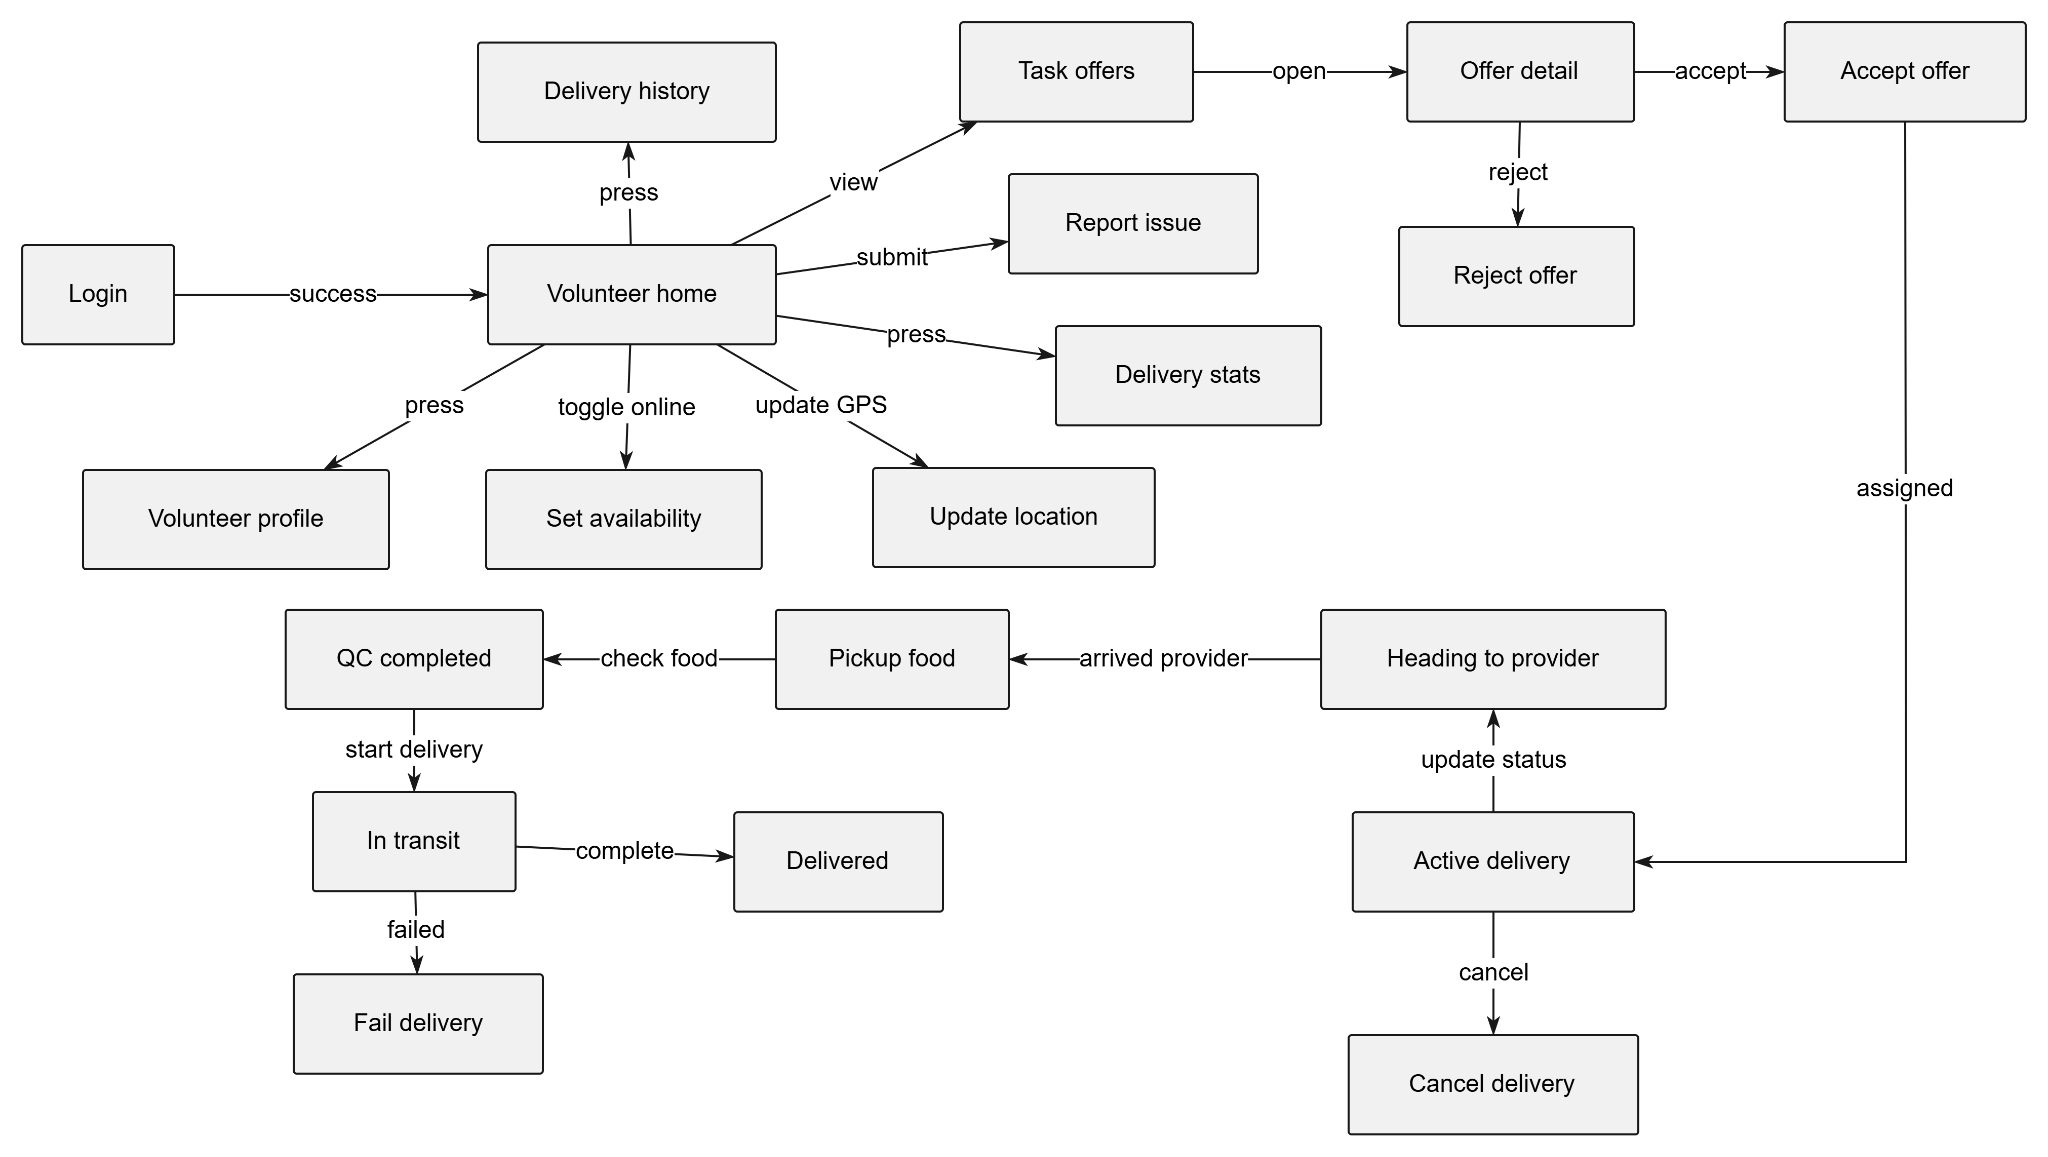 Task offers
open
Offer detail
accept
Accept offer
Delivery history
press
view
reject
Report issue
submit
Login
success
Volunteer home
Reject offer
press
Delivery stats
press
toggle online
update GPS
assigned
Volunteer profile
Set availability
Update location
QC completed
check food
Pickup food
arrived provider
Heading to provider
start delivery
update status
In transit
complete
Delivered
Active delivery
failed
cancel
Fail delivery
Cancel delivery